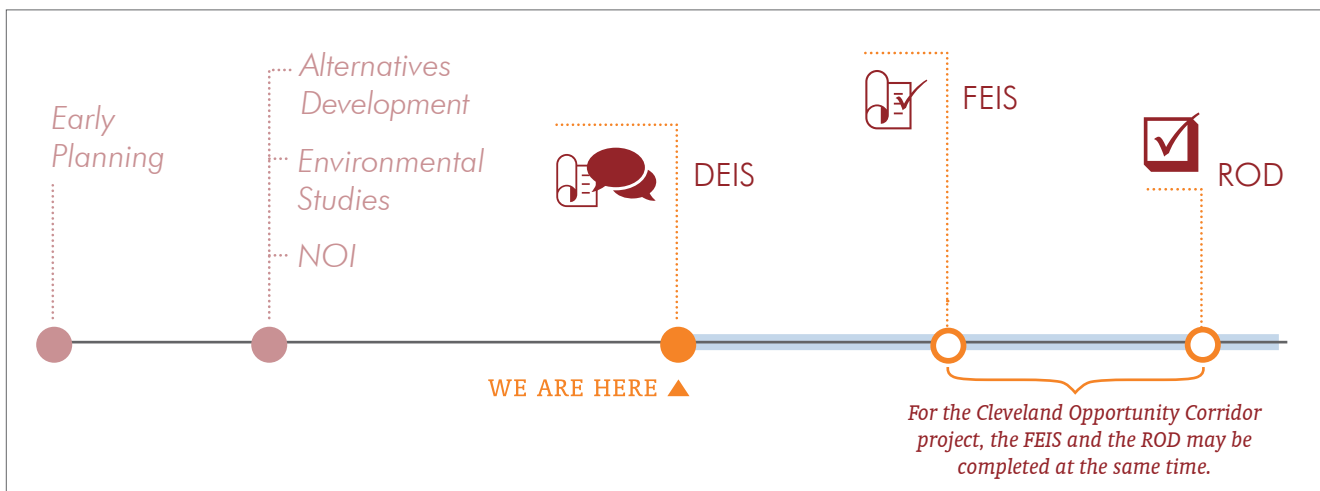 Early
Planning
Alternatives
Development
Environmental
Studies
NOI
DEIS
FEIS
ROD
WE ARE HERE
For the Cleveland Opportunity Corridor
project, the FEIS and the ROD may be
completed at the same time.